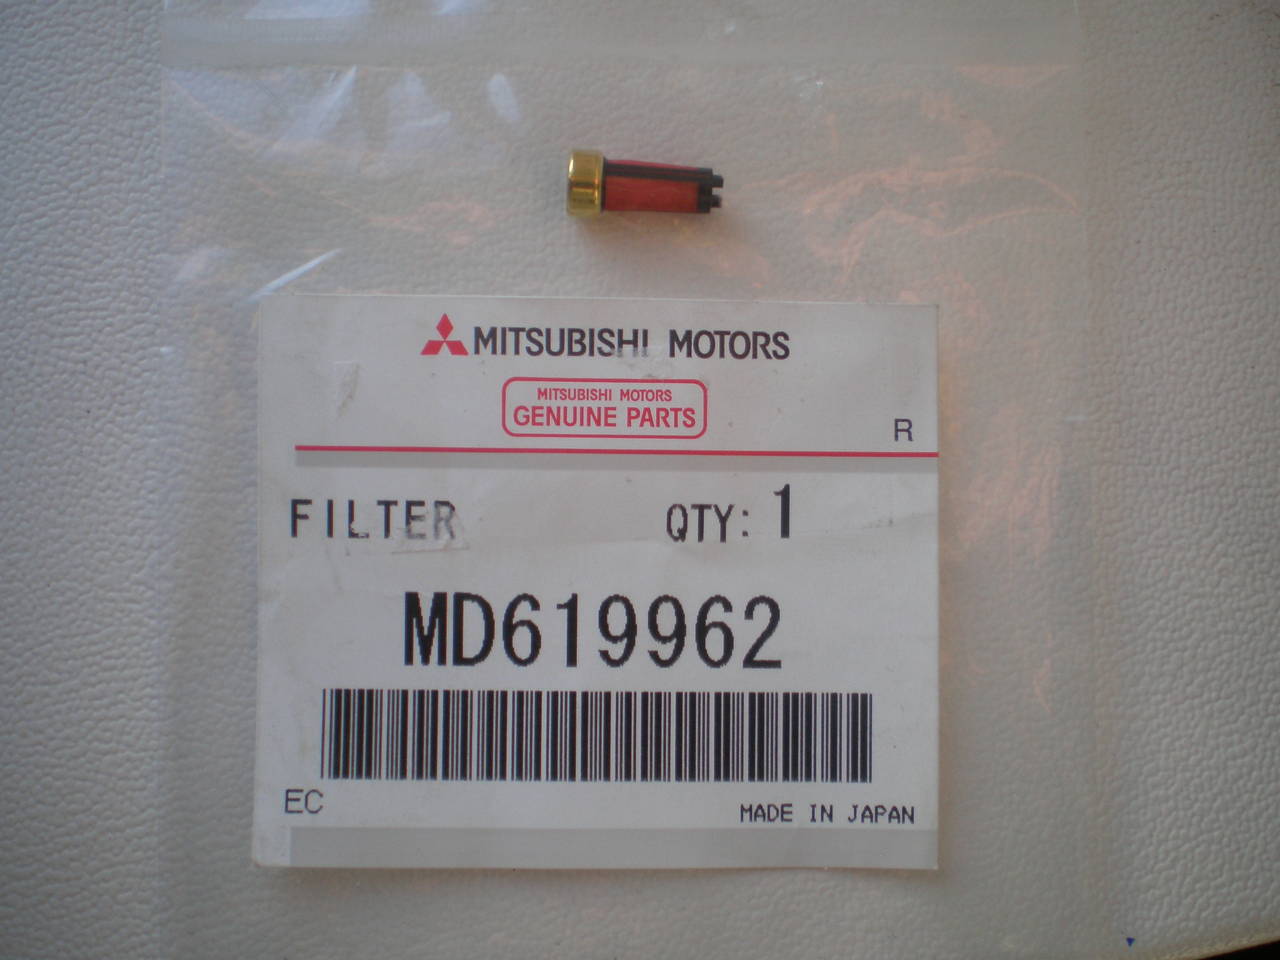 MITSUBISHI MOTORS
MITSUBISHI MOTORS
GENUINE PARTS
R
FILTER QTY: 1
MD619962
EC
MADE IN JAPAN